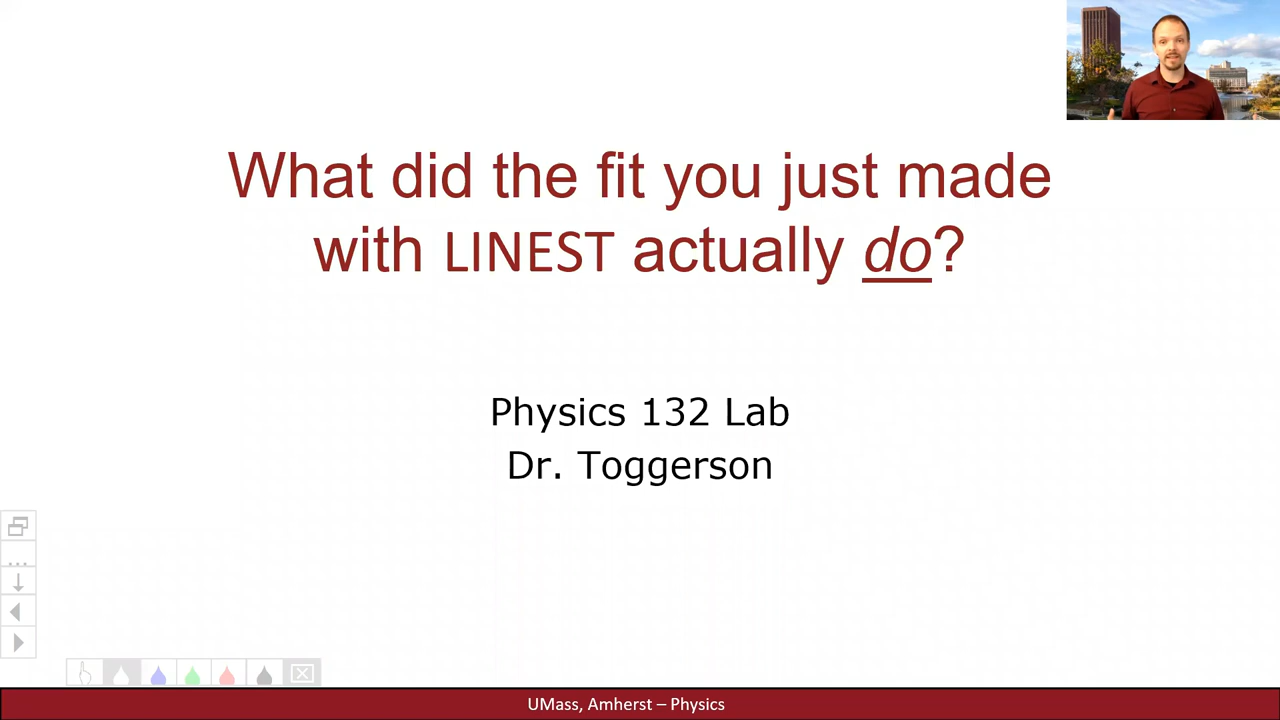 What did the fit you just made
with LINEST actually do?
Physics 132 Lab
Dr. Toggerson
...
UMass, Amherst – Physics